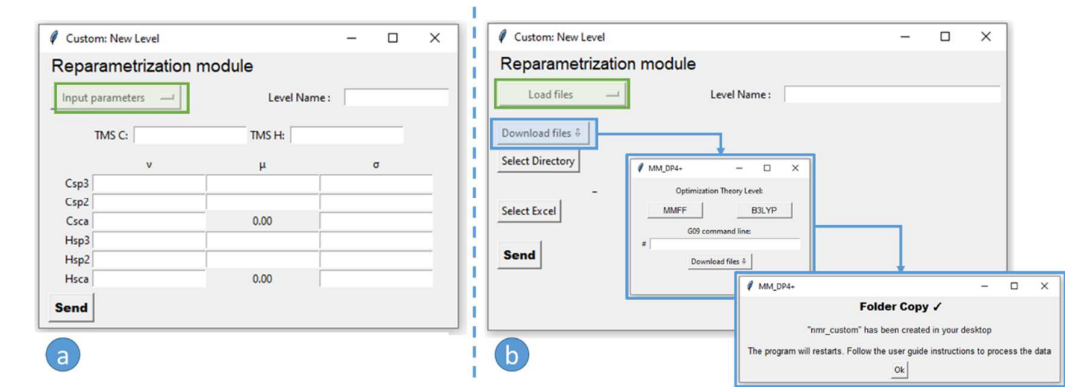 Custom: New Level
Reparametrization module
Input parameters
Level Name :
TMS C:
TMS H:
ν μ σ
Csp3
Csp2
Csca 0.00
Hsp3
Hsp2
Hsca 0.00
Send
a
Custom: New Level
Reparametrization module
Load files
Level Name :
Download files ⇩
Select Directory
-
Select Excel
Send
MM_DP4+
Optimization Theory Level:
MMFF B3LYP
G09 command line:
#
Download files ⇩
MM_DP4+
Folder Copy ✓
"nmr_custom" has been created in your desktop
The program will restarts. Follow the user guide instructions to process the data
Ok
b